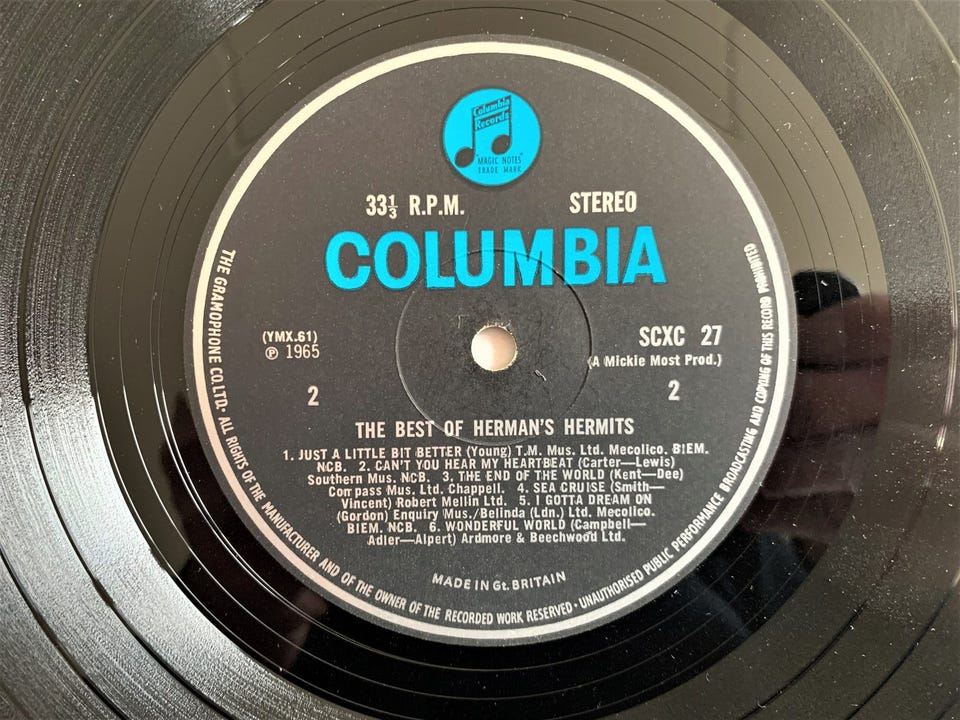 Columbia
Records
MAGIC NOTES
TRADE MARK
33⅓ R.P.M. STEREO
COLUMBIA
(YMX.61) SCXC 27
℗ 1965 (A Mickie Most Prod.)
2 2
THE BEST OF HERMAN'S HERMITS
1. JUST A LITTLE BIT BETTER (Young) T.M. Mus. Ltd. Mecolico. BIEM.
NCB. 2. CAN'T YOU HEAR MY HEARTBEAT (Carter—Lewis)
Southern Mus. NCB. 3. THE END OF THE WORLD (Kent—Dee)
Compass Mus. Ltd. Chappell. 4. SEA CRUISE (Smith—
Vincent) Robert Mellin Ltd. 5. I GOTTA DREAM ON
(Gordon) Enquiry Mus./Belinda (Ldn.) Ltd. Mecolico.
BIEM. NCB. 6. WONDERFUL WORLD (Campbell—
Adler—Alpert) Ardmore & Beechwood Ltd.
MADE IN Gt. BRITAIN
THE GRAMOPHONE CO. LTD. · ALL RIGHTS OF THE MANUFACTURER AND OF THE OWNER OF THE RECORDED WORK RESERVED · UNAUTHORISED PUBLIC PERFORMANCE BROADCASTING AND COPYING OF THIS RECORD PROHIBITED